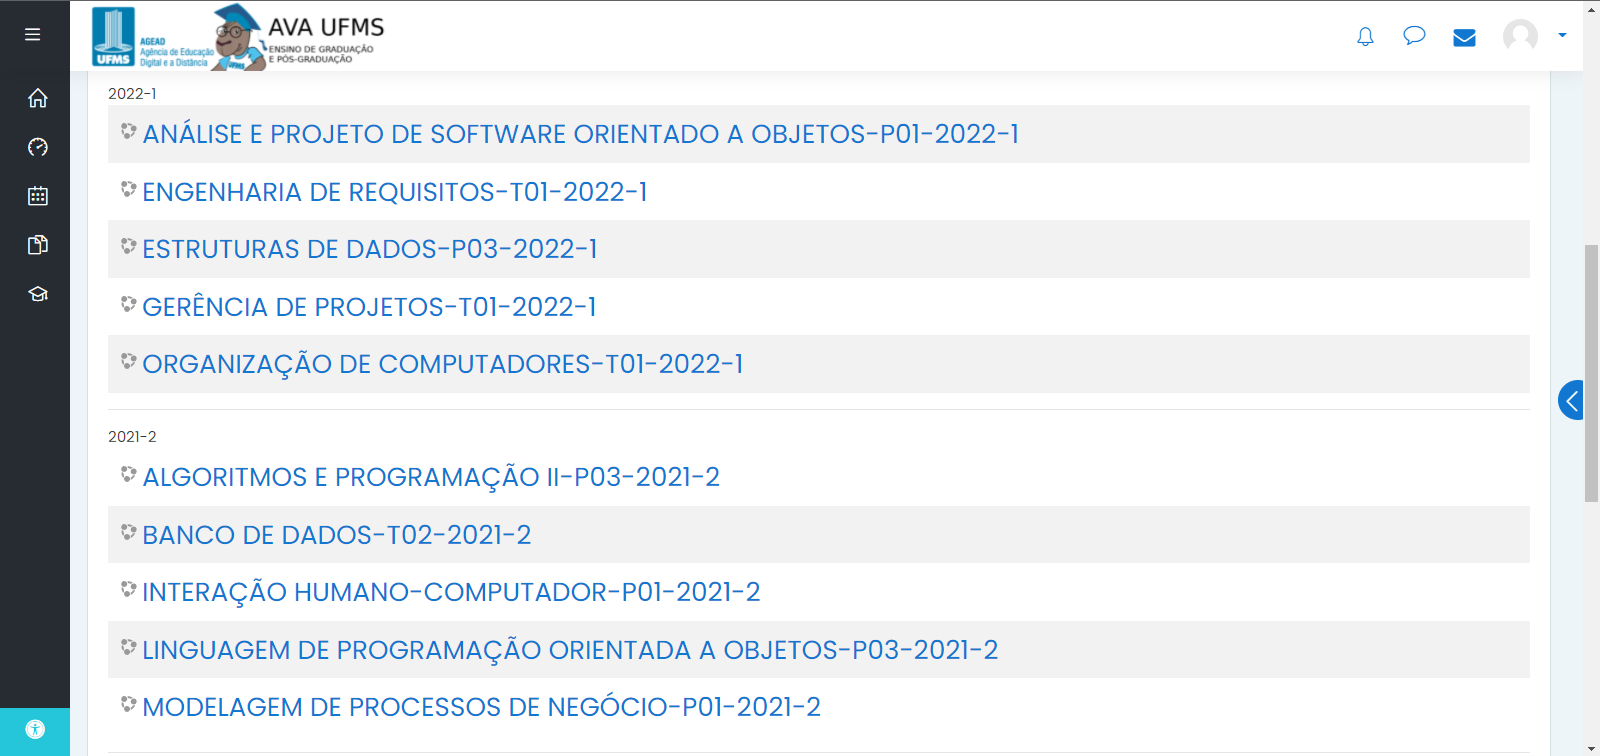 UFMS
AGEAD
Agência de Educação
Digital e a Distância
UFMS
AVA UFMS
ENSINO DE GRADUAÇÃO
E PÓS-GRADUAÇÃO
2022-1
ANÁLISE E PROJETO DE SOFTWARE ORIENTADO A OBJETOS-P01-2022-1
ENGENHARIA DE REQUISITOS-T01-2022-1
ESTRUTURAS DE DADOS-P03-2022-1
GERÊNCIA DE PROJETOS-T01-2022-1
ORGANIZAÇÃO DE COMPUTADORES-T01-2022-1
2021-2
ALGORITMOS E PROGRAMAÇÃO II-P03-2021-2
BANCO DE DADOS-T02-2021-2
INTERAÇÃO HUMANO-COMPUTADOR-P01-2021-2
LINGUAGEM DE PROGRAMAÇÃO ORIENTADA A OBJETOS-P03-2021-2
MODELAGEM DE PROCESSOS DE NEGÓCIO-P01-2021-2